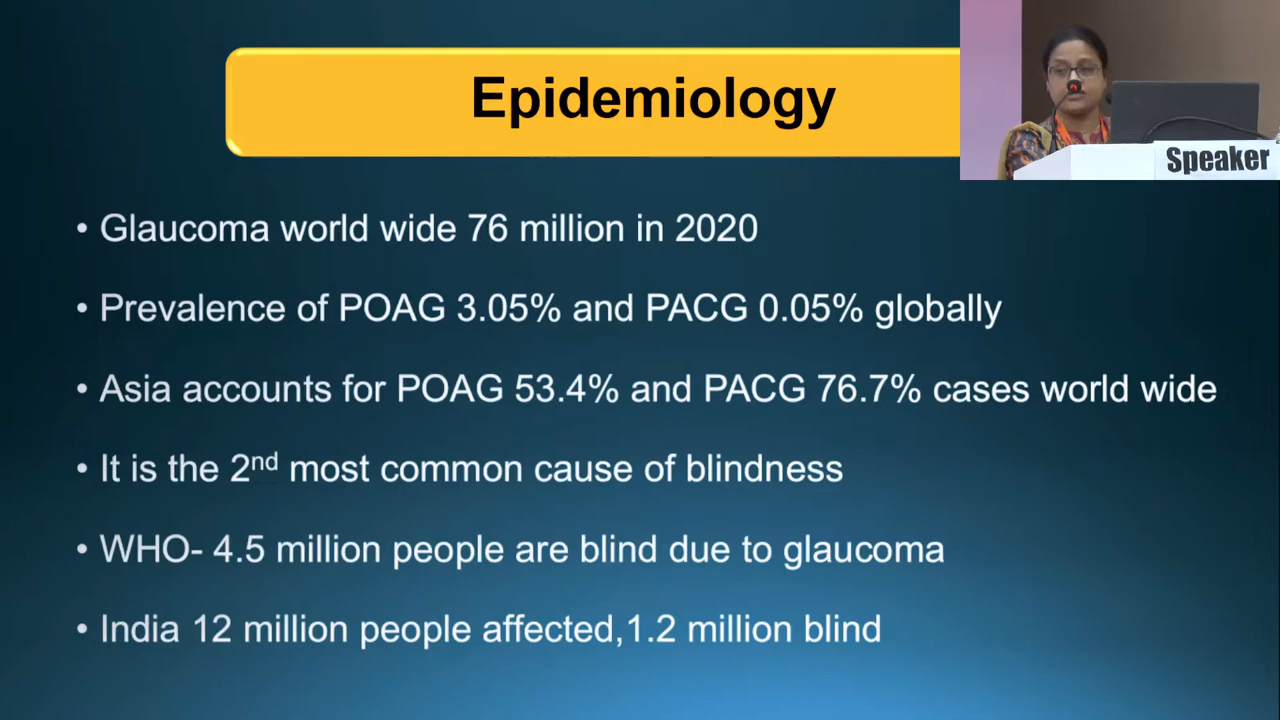 Epidemiology
Speaker
• Glaucoma world wide 76 million in 2020
• Prevalence of POAG 3.05% and PACG 0.05% globally
• Asia accounts for POAG 53.4% and PACG 76.7% cases world wide
• It is the 2nd most common cause of blindness
• WHO- 4.5 million people are blind due to glaucoma
• India 12 million people affected,1.2 million blind